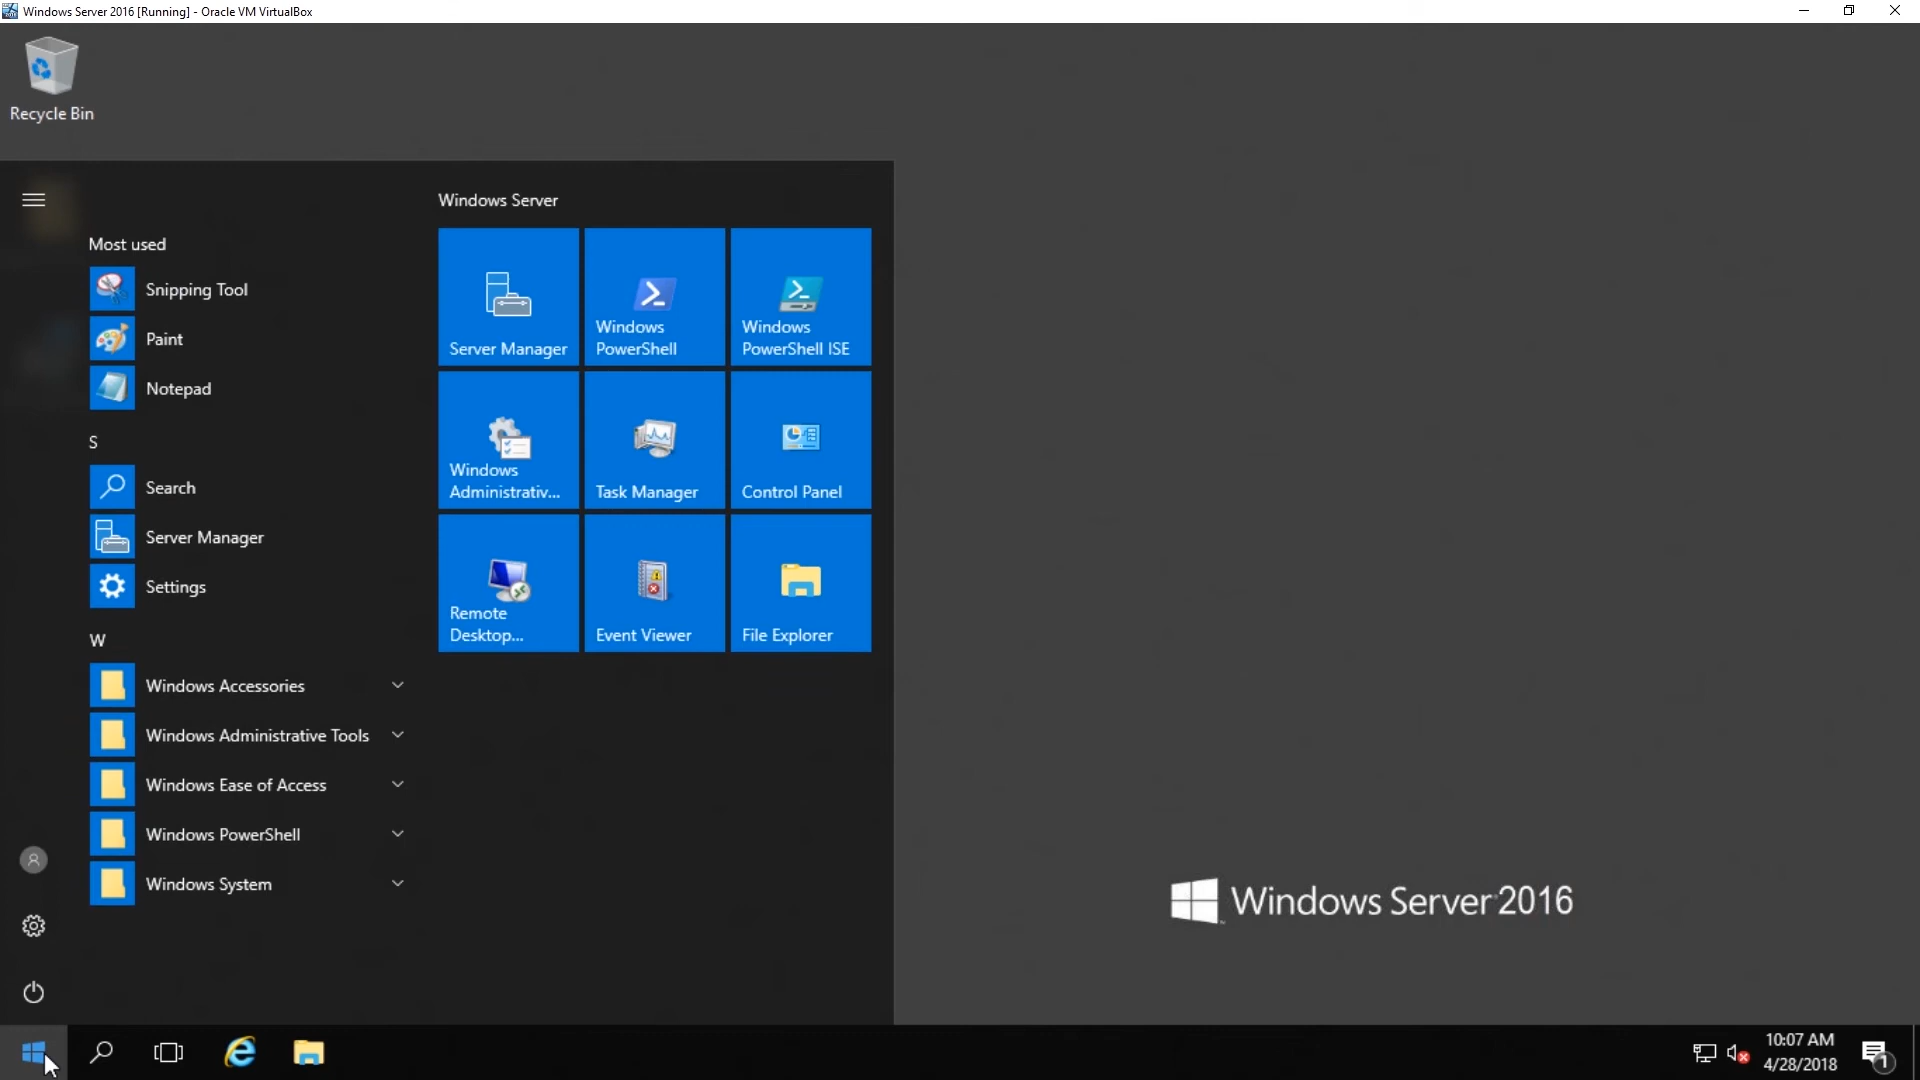 Windows Server 2016 [Running] - Oracle VM VirtualBox
Recycle Bin
Most used
Snipping Tool
Paint
Notepad
S
Search
Server Manager
Settings
W
Windows Accessories
Windows Administrative Tools
Windows Ease of Access
Windows PowerShell
Windows System
Windows Server
Server Manager
Windows
PowerShell
Windows
PowerShell ISE
Windows
Administrativ...
Task Manager
Control Panel
Remote
Desktop...
Event Viewer
File Explorer
Windows Server 2016
10:07 AM
4/28/2018
1